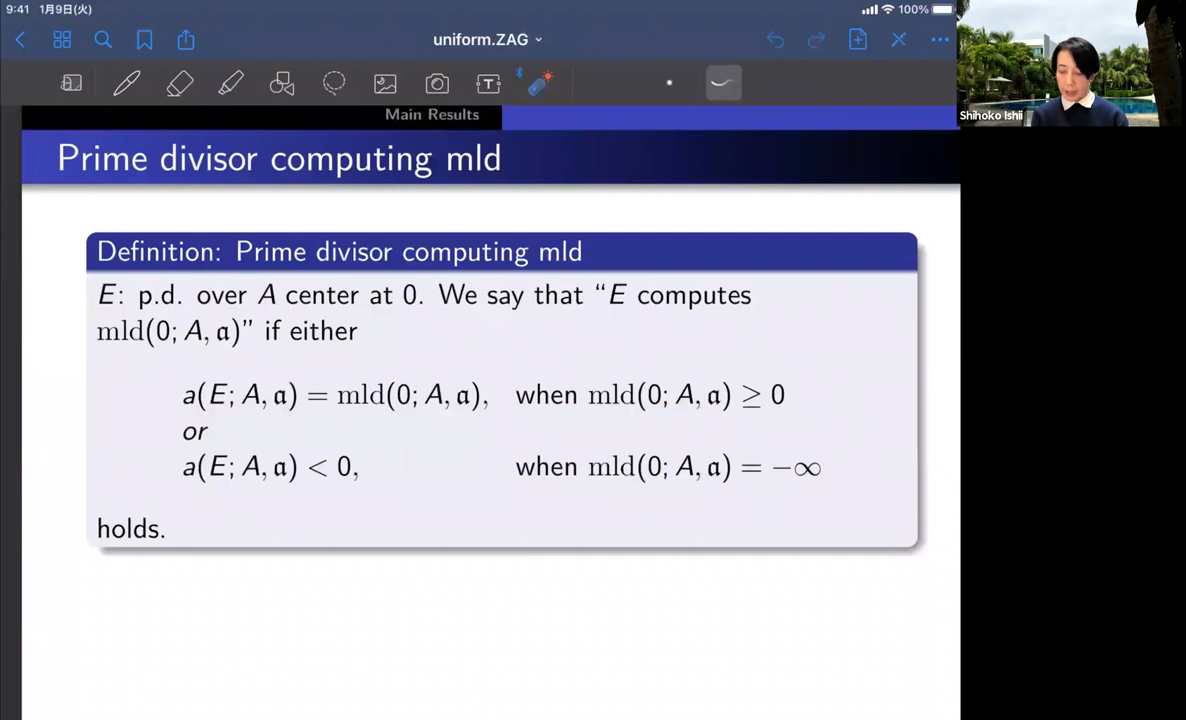 9:41 1月9日(火)
100%
uniform.ZAG
T
Main Results
Shihoko Ishii
Prime divisor computing mld
Definition: Prime divisor computing mld
E: p.d. over A center at 0. We say that “E computes
mld(0; A, 𝔞)” if either
a(E; A, 𝔞) = mld(0; A, 𝔞), when mld(0; A, 𝔞) ≥ 0
or
a(E; A, 𝔞) < 0, when mld(0; A, 𝔞) = −∞
holds.